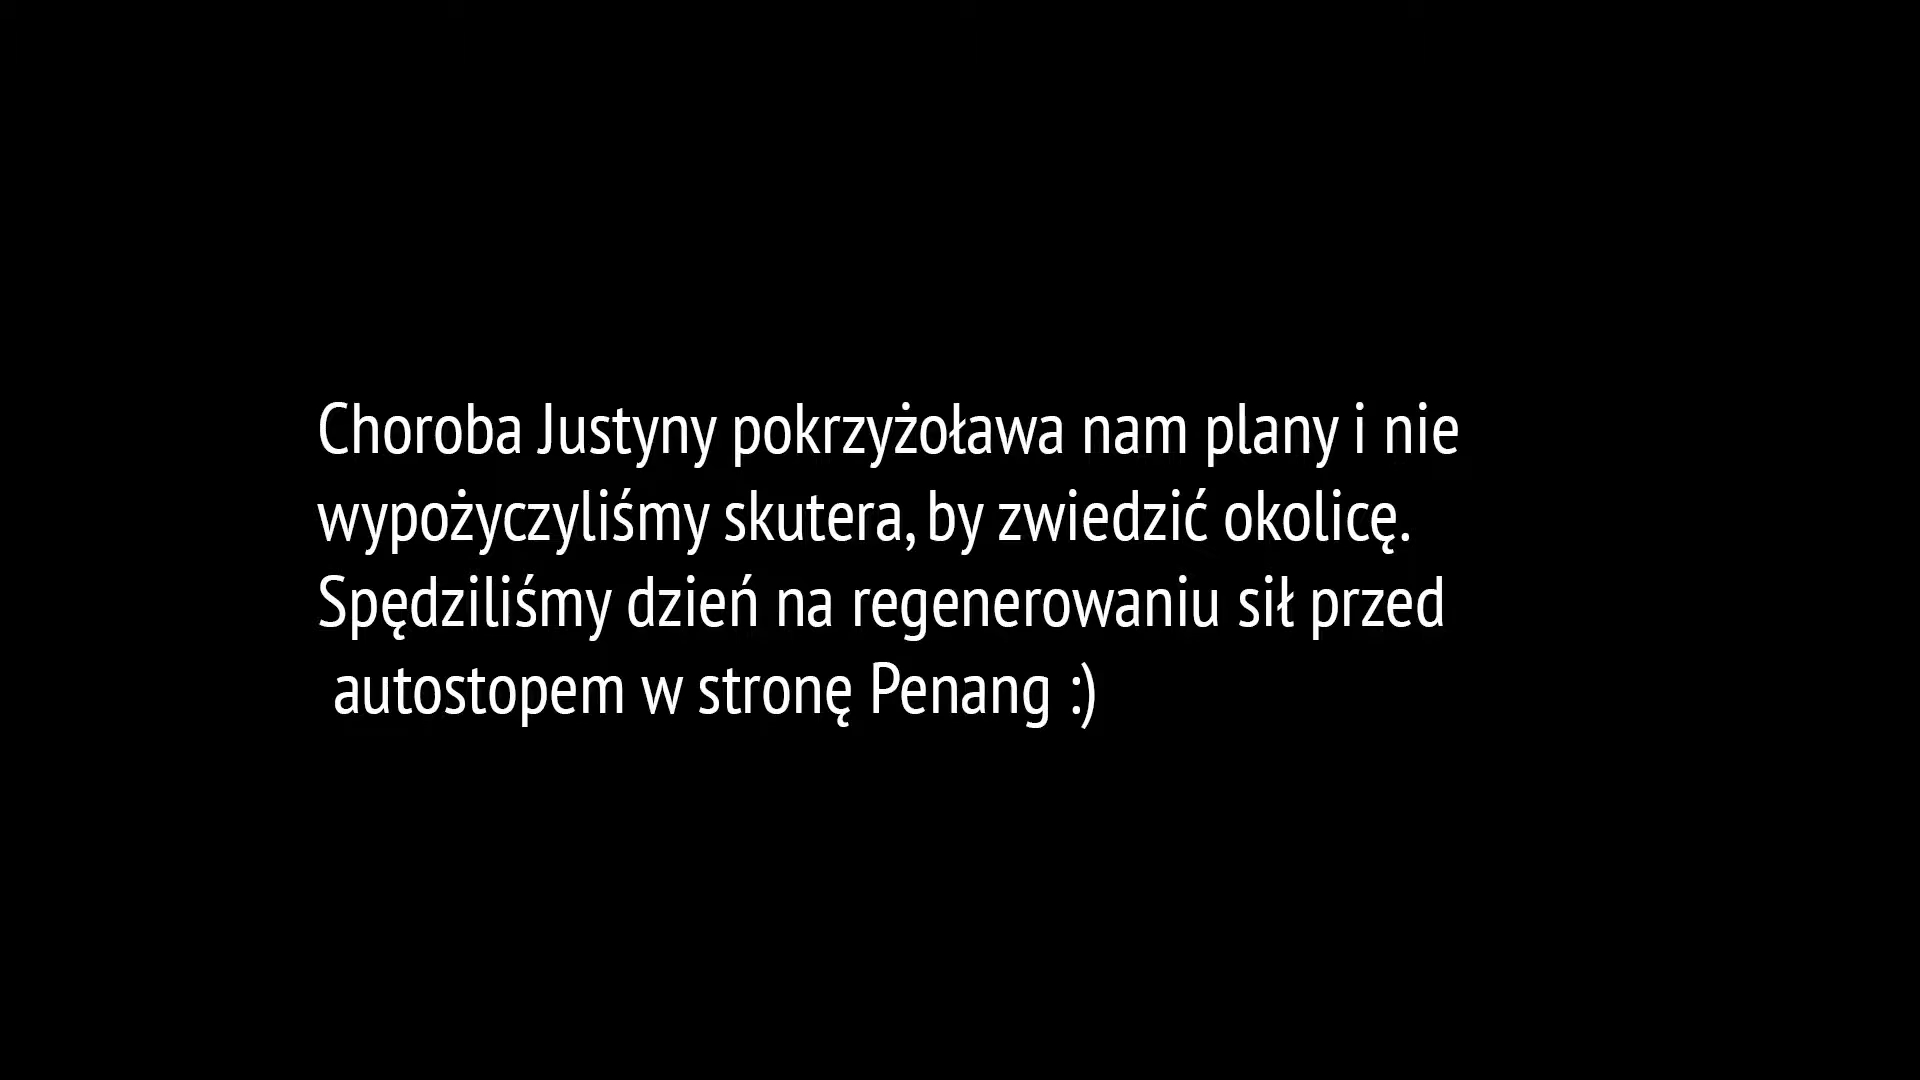 Choroba Justyny pokrzyżoława nam plany i nie
wypożyczyliśmy skutera, by zwiedzić okolicę.
Spędziliśmy dzień na regenerowaniu sił przed
autostopem w stronę Penang :)